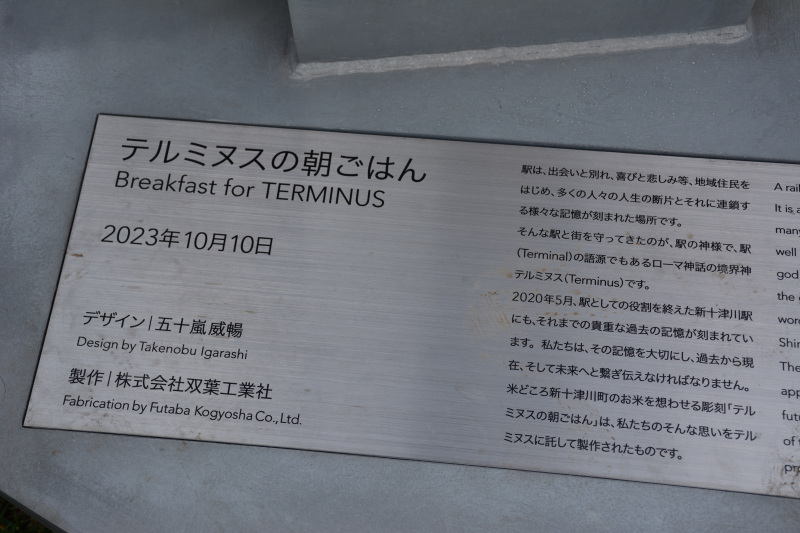 テルミヌスの朝ごはん
Breakfast for TERMINUS
2023年10月10日
デザイン|五十嵐威暢
Design by Takenobu Igarashi
製作|株式会社双葉工業社
Fabrication by Futaba Kogyosha Co., Ltd.
駅は、出会いと別れ、喜びと悲しみ等、地域住民を
はじめ、多くの人々の人生の断片とそれに連鎖す
る様々な記憶が刻まれた場所です。
そんな駅と街を守ってきたのが、駅の神様で、駅
(Terminal)の語源でもあるローマ神話の境界神
テルミヌス(Terminus)です。
2020年5月、駅としての役割を終えた新十津川駅
にも、それまでの貴重な過去の記憶が刻まれてい
ます。私たちは、その記憶を大切にし、過去から現
在、そして未来へと繋ぎ伝えなければなりません。
米どころ新十津川町のお米を想わせる彫刻「テル
ミヌスの朝ごはん」は、私たちのそんな思いをテル
ミヌスに託して製作されたものです。
A rail
It is a
many
well
god
the
word
Shin
The
app
futu
of t
pro